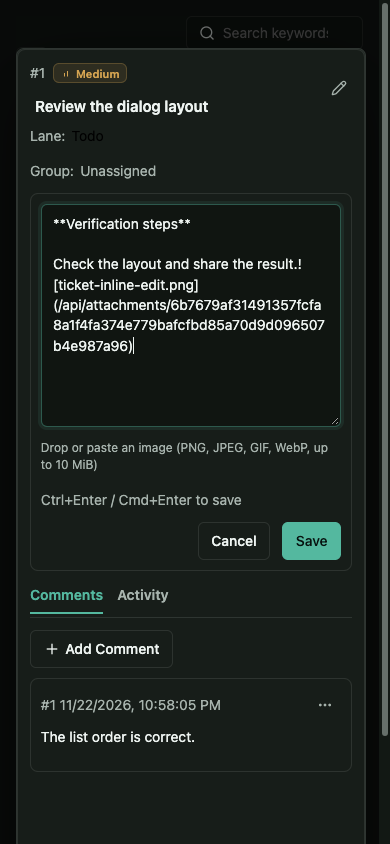 Search keyword:
#1 Medium
Review the dialog layout
Lane: Todo
Group: Unassigned
**Verification steps**
Check the layout and share the result.!
[ticket-inline-edit.png]
(/api/attachments/6b7679af31491357fcfa
8a1f4fa374e779bafcfbd85a70d9d096507
b4e987a96)
Drop or paste an image (PNG, JPEG, GIF, WebP, up
to 10 MiB)
Ctrl+Enter / Cmd+Enter to save
Cancel Save
Comments Activity
+ Add Comment
#1 11/22/2026, 10:58:05 PM ...
The list order is correct.